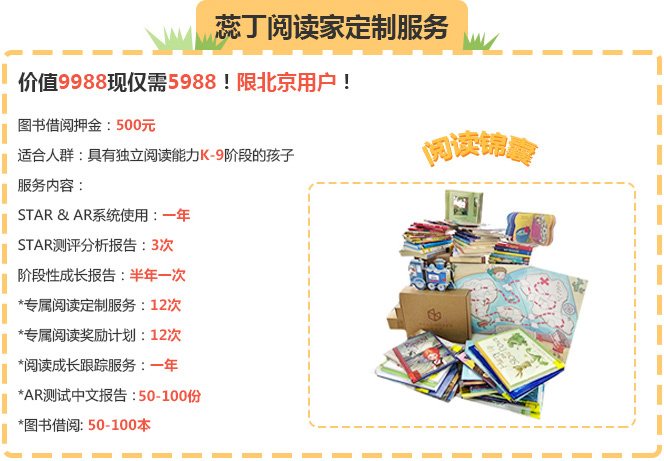 蕊丁阅读家定制服务
价值9988现仅需5988！限北京用户！
图书借阅押金：500元
适合人群：具有独立阅读能力K-9阶段的孩子
服务内容：
STAR & AR系统使用：一年
STAR测评分析报告：3次
阶段性成长报告：半年一次
*专属阅读定制服务：12次
*专属阅读奖励计划：12次
*阅读成长跟踪服务：一年
*AR测试中文报告：50-100份
*图书借阅: 50-100本
阅读锦囊